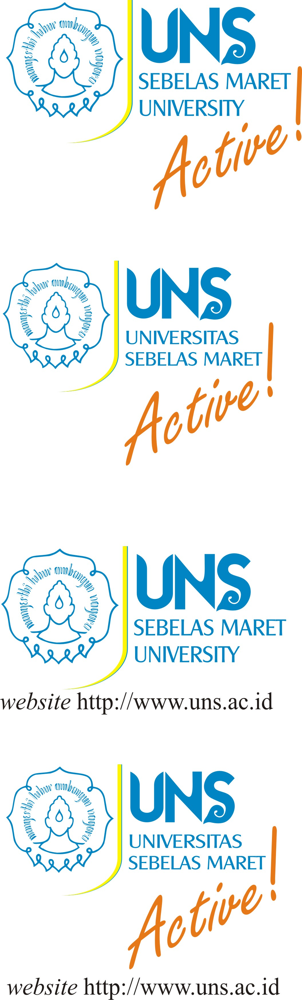 mangesthi luhur ambangun nagara
UNS
SEBELAS MARET
UNIVERSITY
Active!
mangesthi luhur ambangun nagara
UNS
UNIVERSITAS
SEBELAS MARET
Active!
mangesthi luhur ambangun nagara
UNS
SEBELAS MARET
UNIVERSITY
website http://www.uns.ac.id
mangesthi luhur ambangun nagara
UNS
UNIVERSITAS
SEBELAS MARET
Active!
website http://www.uns.ac.id